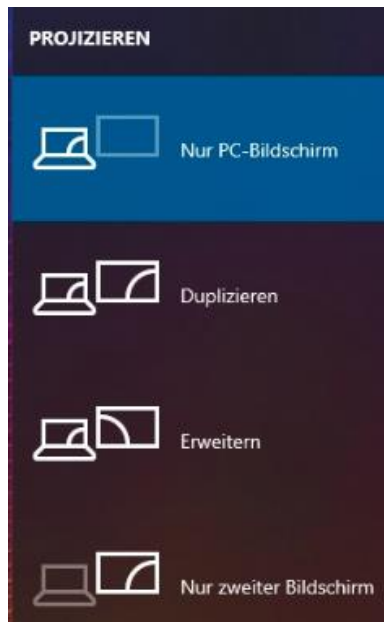 PROJIZIEREN
Nur PC-Bildschirm
Duplizieren
Erweitern
Nur zweiter Bildschirm